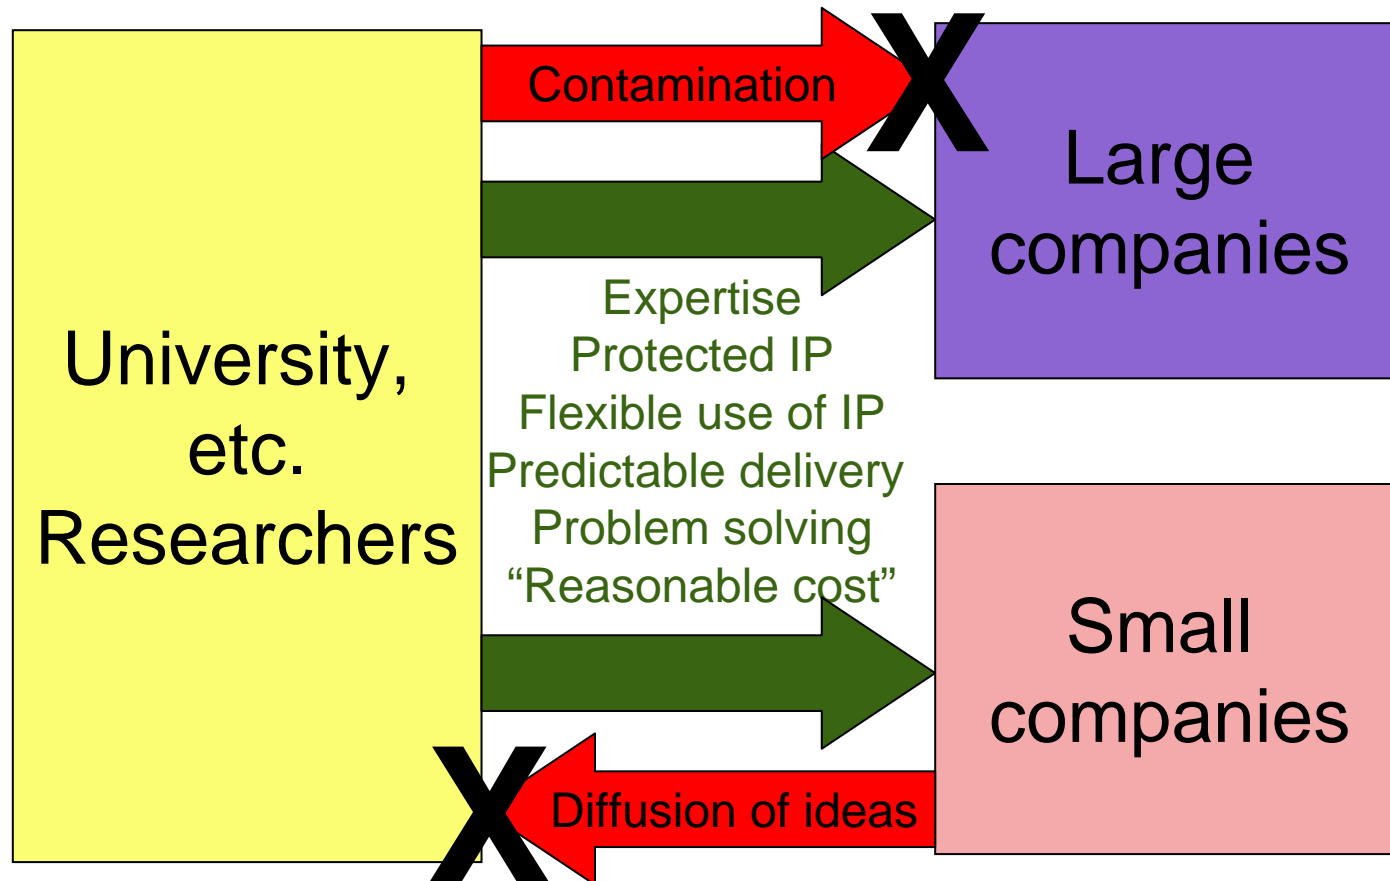 University,
etc.
Researchers
Contamination
X
Expertise
Protected IP
Flexible use of IP
Predictable delivery
Problem solving
“Reasonable cost”
Large
companies
Small
companies
X
Diffusion of ideas